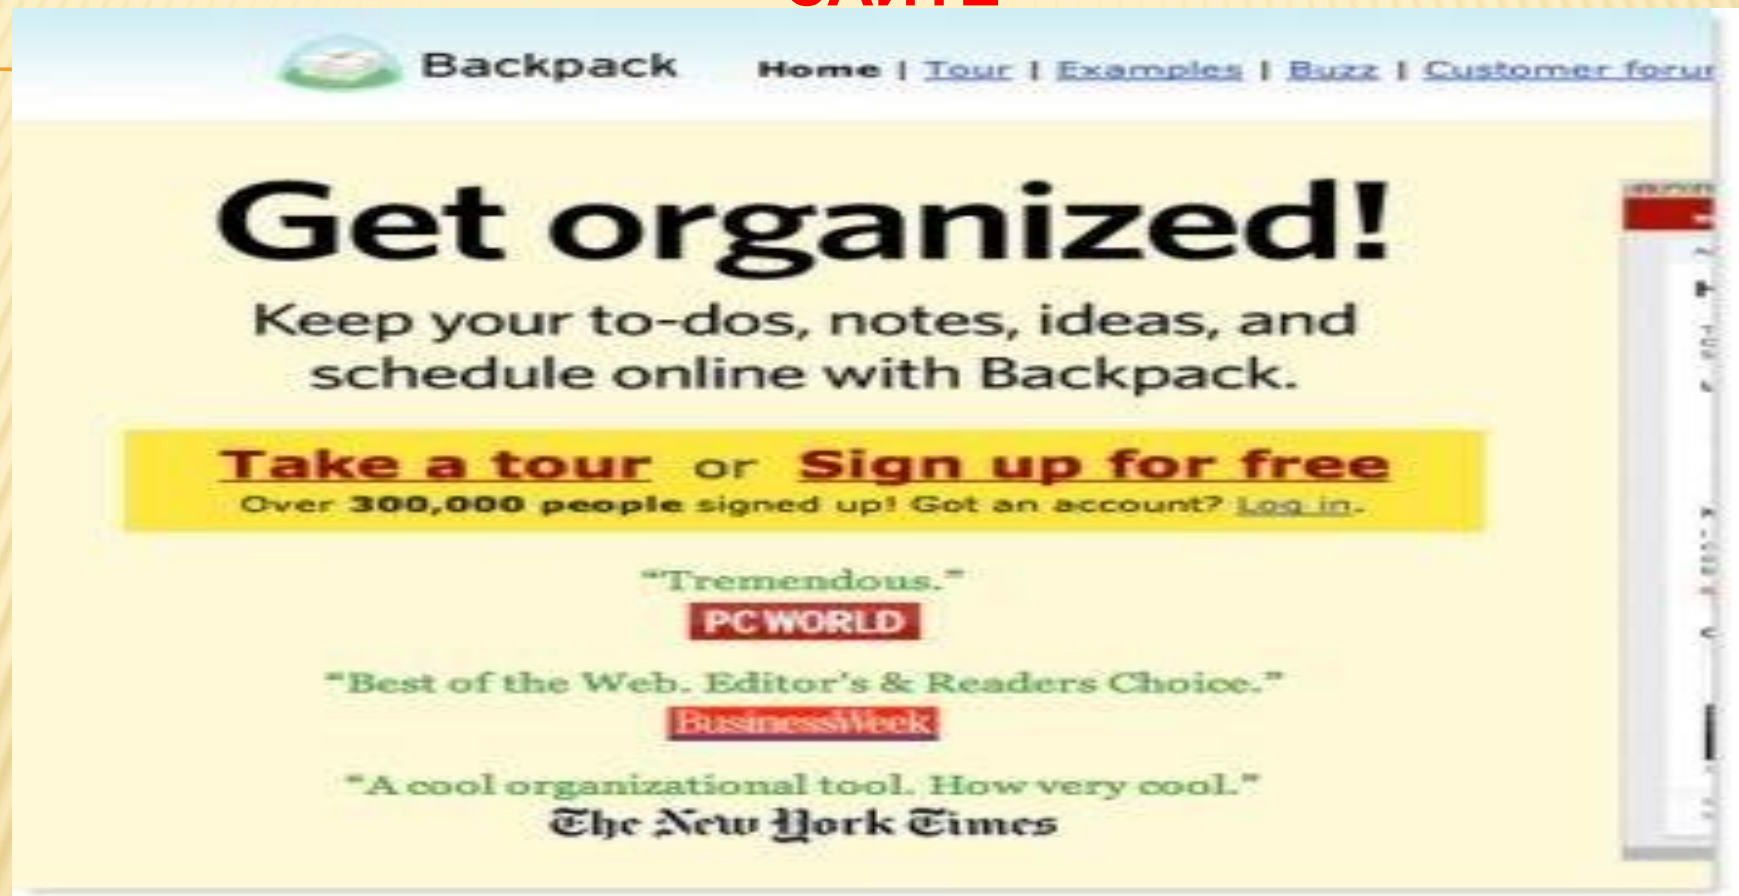 САЙТЕ
Backpack Home | Tour | Examples | Buzz | Customer
Get organized!
Keep your to-dos, notes, ideas, and
schedule online with Backpack.
Take a tour or Sign up for free
Over 300,000 people signed up! Got an account? Log in.
“Tremendous.”
PC WORLD
“Best of the Web. Editor's & Readers Choice.”
BusinessWeek
“A cool organizational tool. How very cool.”
The New York Times